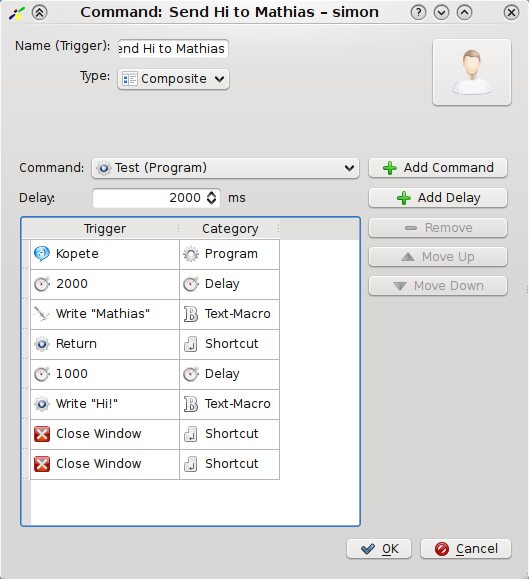 Command: Send Hi to Mathias – simon
Name (Trigger): end Hi to Mathias
Type: Composite
Command: Test (Program) Add Command
Delay: 2000 ms Add Delay
Trigger Category Remove
Kopete Program Move Up
2000 Delay Move Down
Write "Mathias" Text-Macro
Return Shortcut
1000 Delay
Write "Hi!" Text-Macro
Close Window Shortcut
Close Window Shortcut
OK Cancel